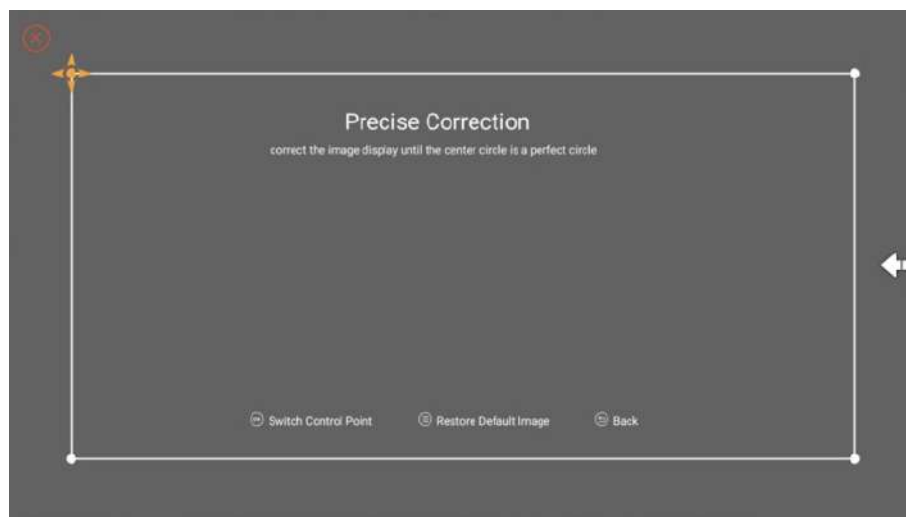 Precise Correction
correct the image display until the center circle is a perfect circle
Switch Control Point
Restore Default Image
Back